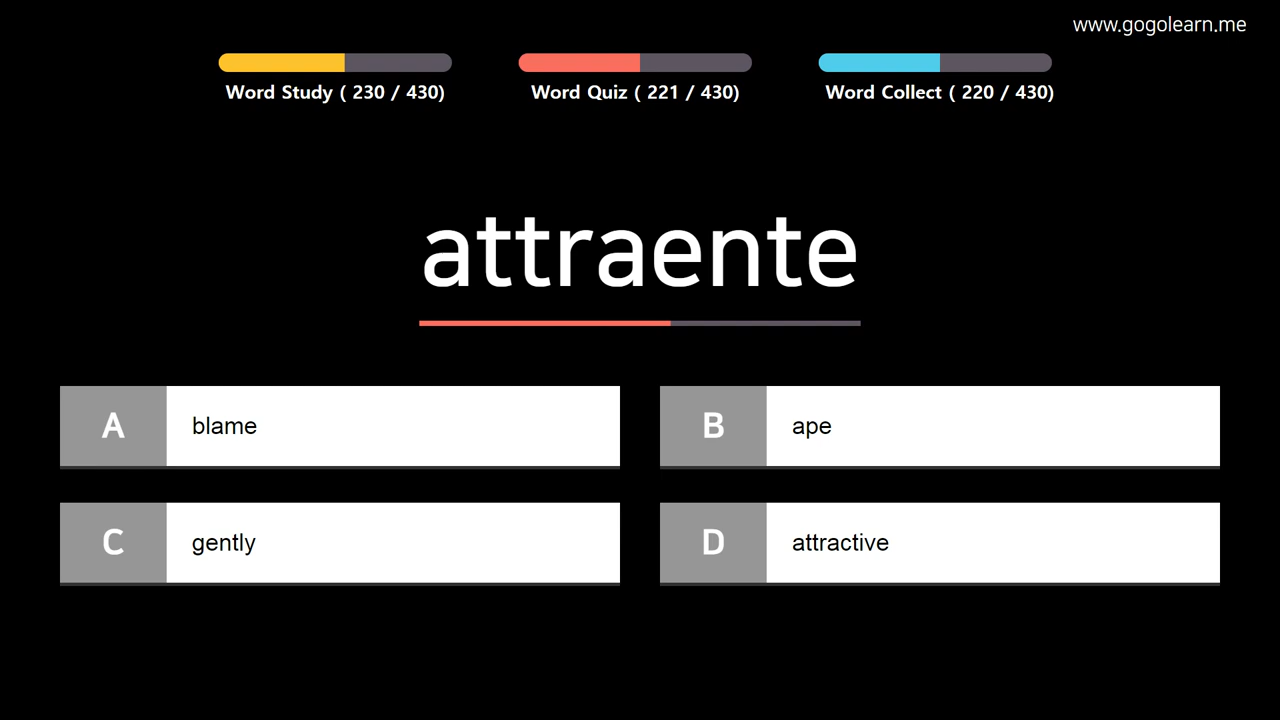 www.gogolearn.me
Word Study ( 230 / 430)
Word Quiz ( 221 / 430)
Word Collect ( 220 / 430)
attraente
A blame
B ape
C gently
D attractive